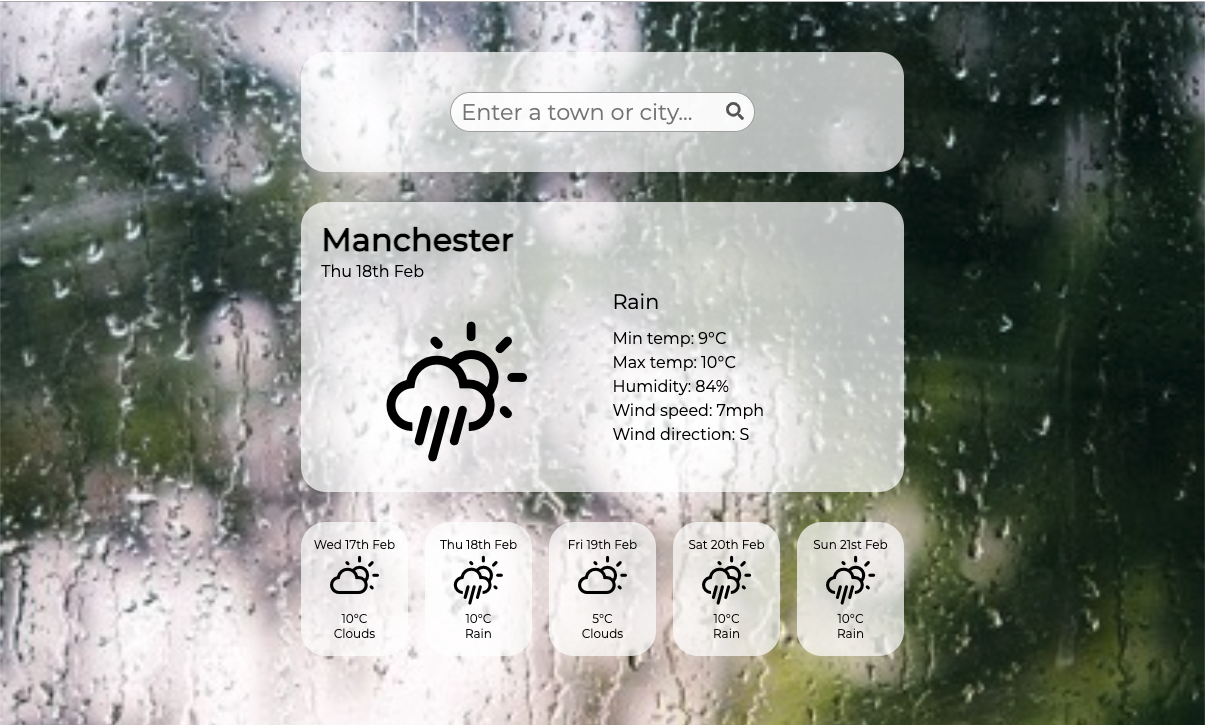 Enter a town or city...
Manchester
Thu 18th Feb
Rain
Min temp: 9°C
Max temp: 10°C
Humidity: 84%
Wind speed: 7mph
Wind direction: S
Wed 17th Feb
10°C
Clouds
Thu 18th Feb
10°C
Rain
Fri 19th Feb
5°C
Clouds
Sat 20th Feb
10°C
Rain
Sun 21st Feb
10°C
Rain